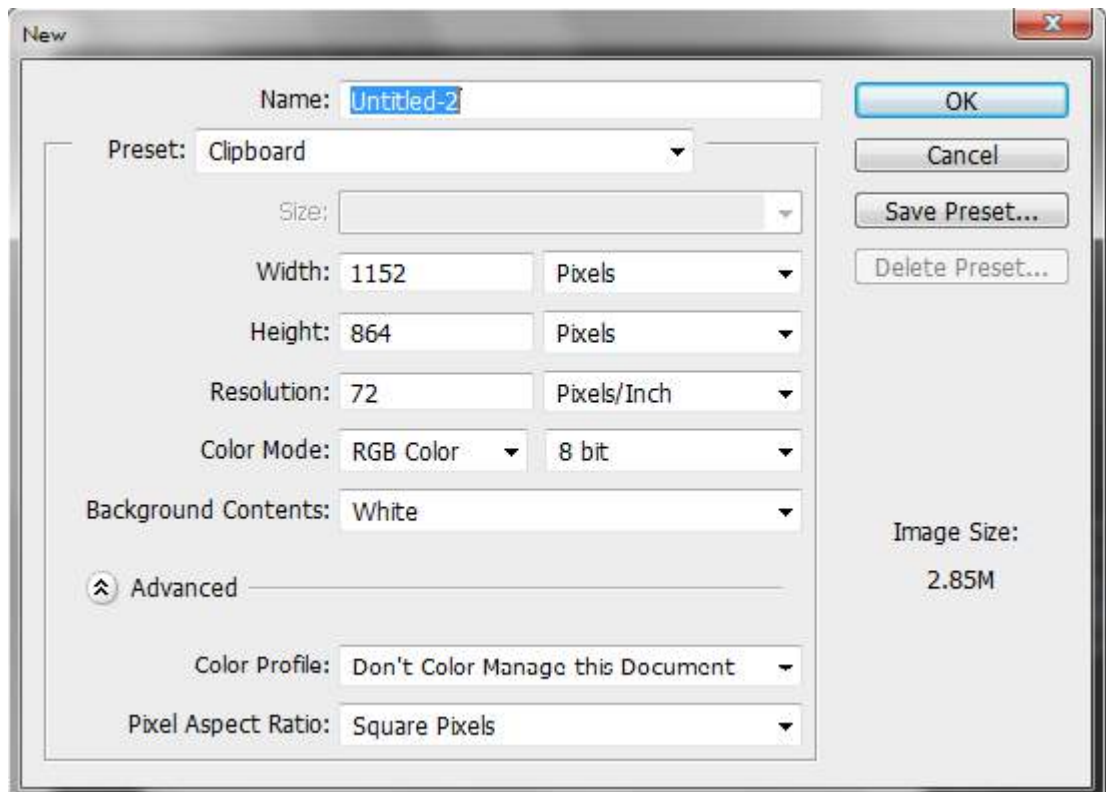 New
Name: Untitled-2
OK
Preset: Clipboard
Cancel
Size:
Save Preset...
Width: 1152 Pixels
Delete Preset...
Height: 864 Pixels
Resolution: 72 Pixels/Inch
Color Mode: RGB Color 8 bit
Background Contents: White
Image Size:
2.85M
Advanced
Color Profile: Don't Color Manage this Document
Pixel Aspect Ratio: Square Pixels